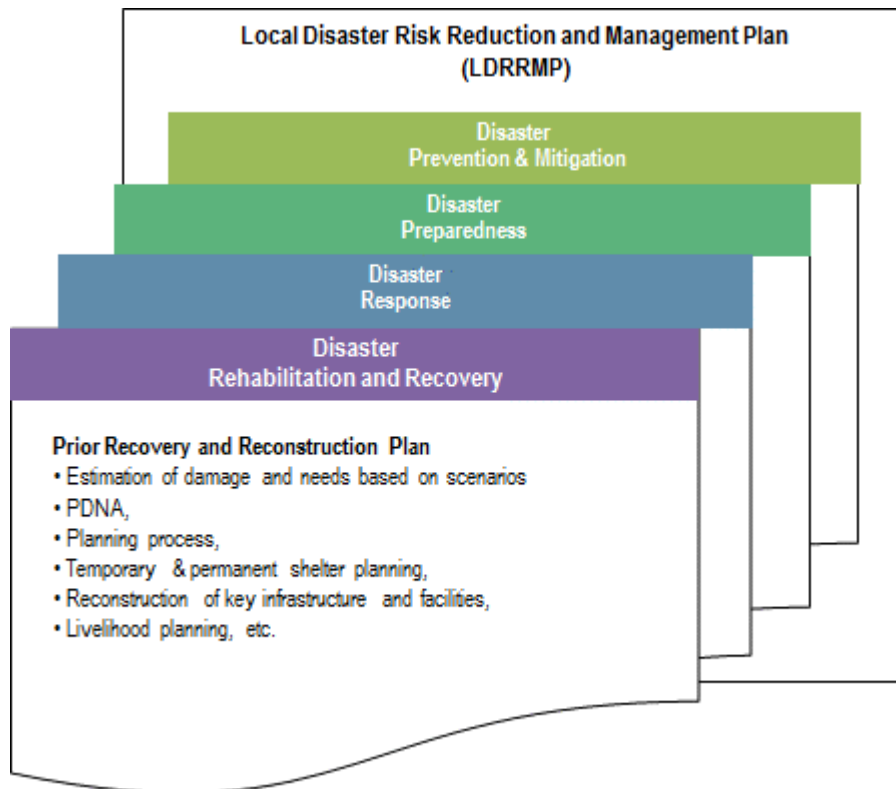 Local Disaster Risk Reduction and Management Plan
(LDRRMP)
Disaster
Prevention & Mitigation
Disaster
Preparedness
Disaster
Response
Disaster
Rehabilitation and Recovery
Prior Recovery and Reconstruction Plan
• Estimation of damage and needs based on scenarios
• PDNA,
• Planning process,
• Temporary & permanent shelter planning,
• Reconstruction of key infrastructure and facilities,
• Livelihood planning, etc.